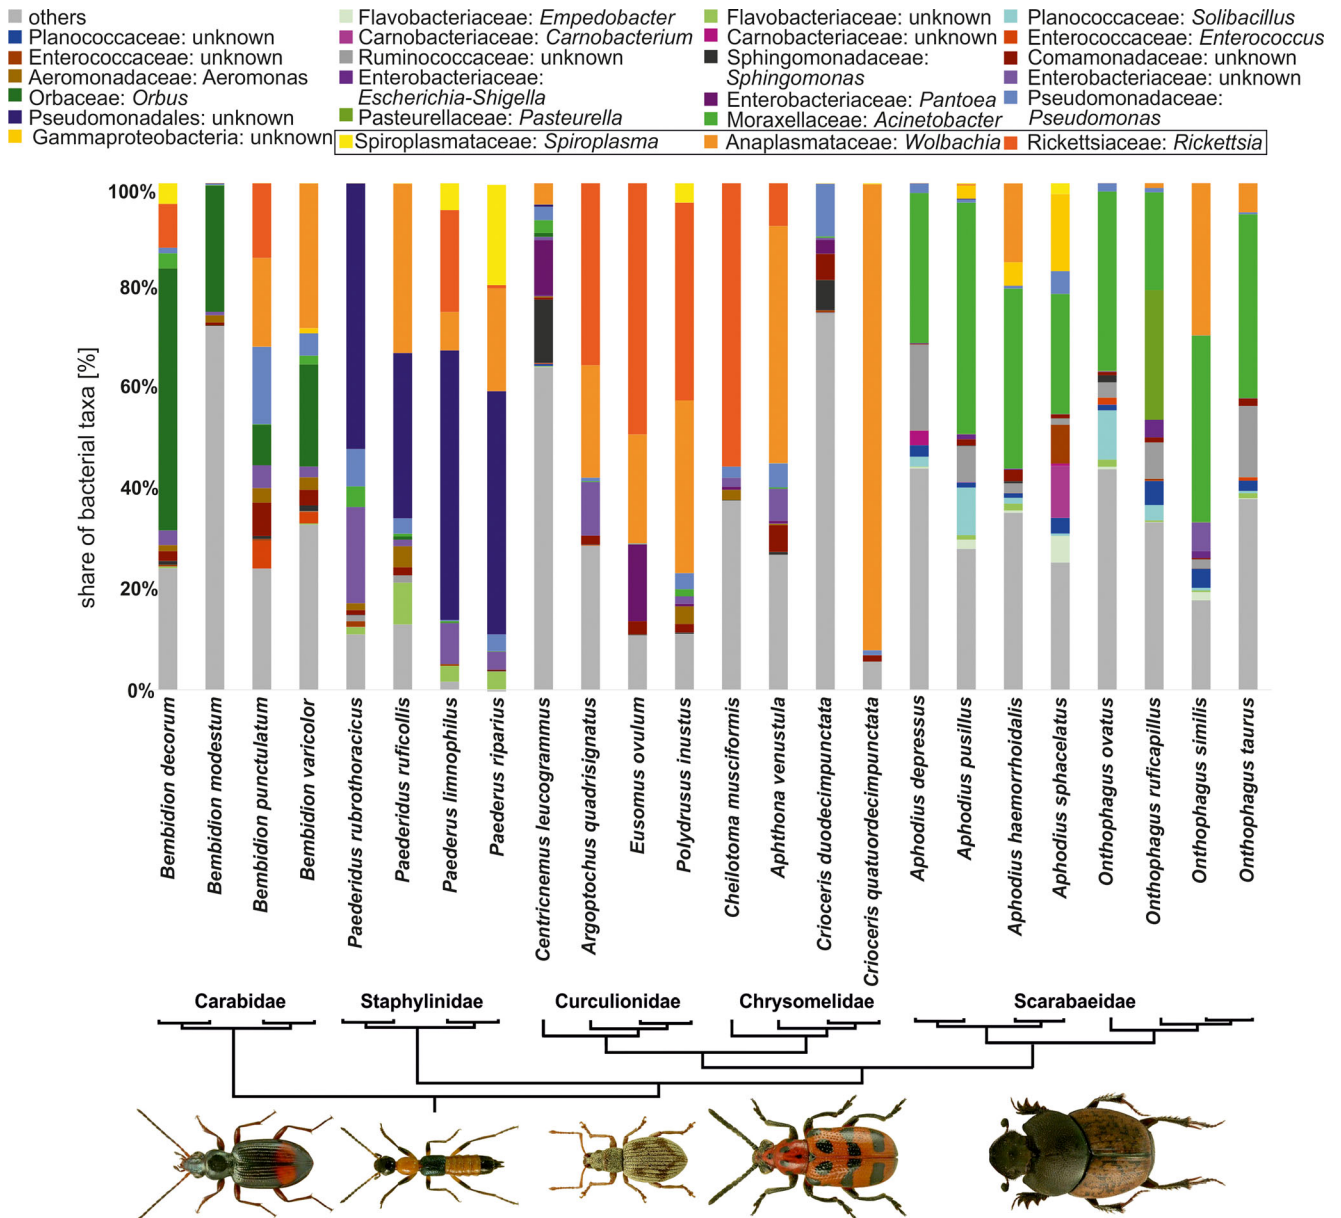 others
Planococcaceae: unknown
Enterococcaceae: unknown
Aeromonadaceae: Aeromonas
Orbaceae: Orbus
Pseudomonadales: unknown
Gammaproteobacteria: unknown
Flavobacteriaceae: Empedobacter
Carnobacteriaceae: Carnobacterium
Ruminococcaceae: unknown
Enterobacteriaceae:
Escherichia-Shigella
Pasteurellaceae: Pasteurella
Spiroplasmataceae: Spiroplasma
Flavobacteriaceae: unknown
Carnobacteriaceae: unknown
Sphingomonadaceae:
Sphingomonas
Enterobacteriaceae: Pantoea
Moraxellaceae: Acinetobacter
Anaplasmataceae: Wolbachia
Planococcaceae: Solibacillus
Enterococcaceae: Enterococcus
Comamonadaceae: unknown
Enterobacteriaceae: unknown
Pseudomonadaceae:
Pseudomonas
Rickettsiaceae: Rickettsia
share of bacterial taxa [%]
100%
80%
60%
40%
20%
0%
Bembidion decorum
Bembidion modestum
Bembidion punctulatum
Bembidion varicolor
Paederidus rubrothoracicus
Paederidus ruficollis
Paederus limnophilus
Paederus riparius
Centricnemus leucogrammus
Argoptochus quadrisignatus
Eusomus ovulum
Polydrusus inustus
Cheilotoma musciformis
Aphthona venustula
Crioceris duodecimpunctata
Crioceris quatuordecimpunctata
Aphodius depressus
Aphodius pusillus
Aphodius haemorrhoidalis
Aphodius sphacelatus
Onthophagus ovatus
Onthophagus ruficapillus
Onthophagus similis
Onthophagus taurus
Carabidae
Staphylinidae
Curculionidae
Chrysomelidae
Scarabaeidae